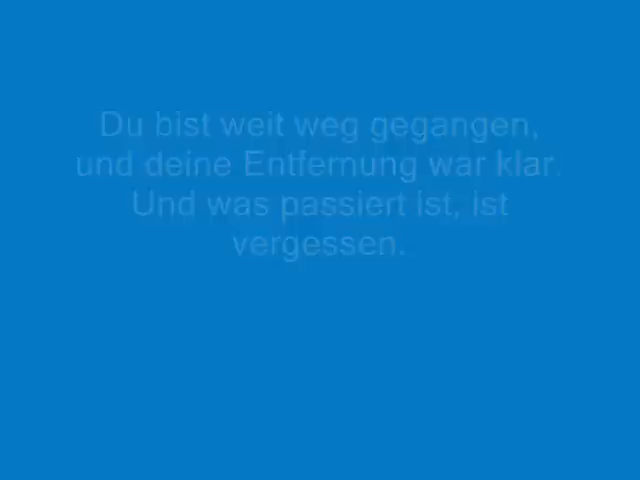 Du bist weit weg gegangen,
und deine Entfernung war klar.
Und was passiert ist, ist
vergessen.